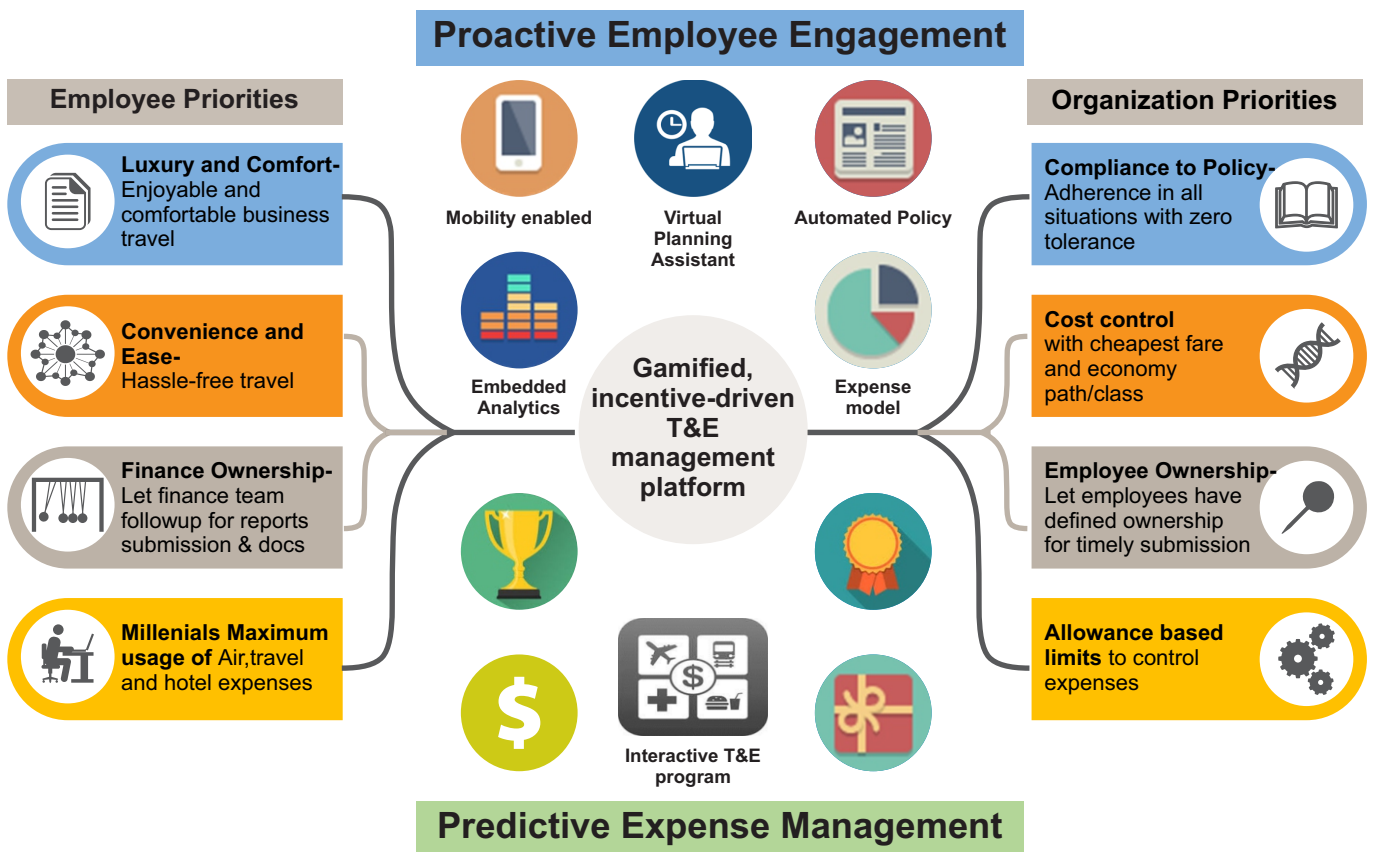 Proactive Employee Engagement
Employee Priorities
Luxury and Comfort-
Enjoyable and
comfortable business
travel
Convenience and
Ease-
Hassle-free travel
Finance Ownership-
Let finance team
followup for reports
submission & docs
Millenials Maximum
usage of Air,travel
and hotel expenses
Mobility enabled
Virtual
Planning
Assistant
Automated Policy
Embedded
Analytics
Expense
model
Gamified,
incentive-driven
T&E
management
platform
$
$
Interactive T&E
program
Organization Priorities
Compliance to Policy-
Adherence in all
situations with zero
tolerance
Cost control
with cheapest fare
and economy
path/class
Employee Ownership-
Let employees have
defined ownership
for timely submission
Allowance based
limits to control
expenses
Predictive Expense Management